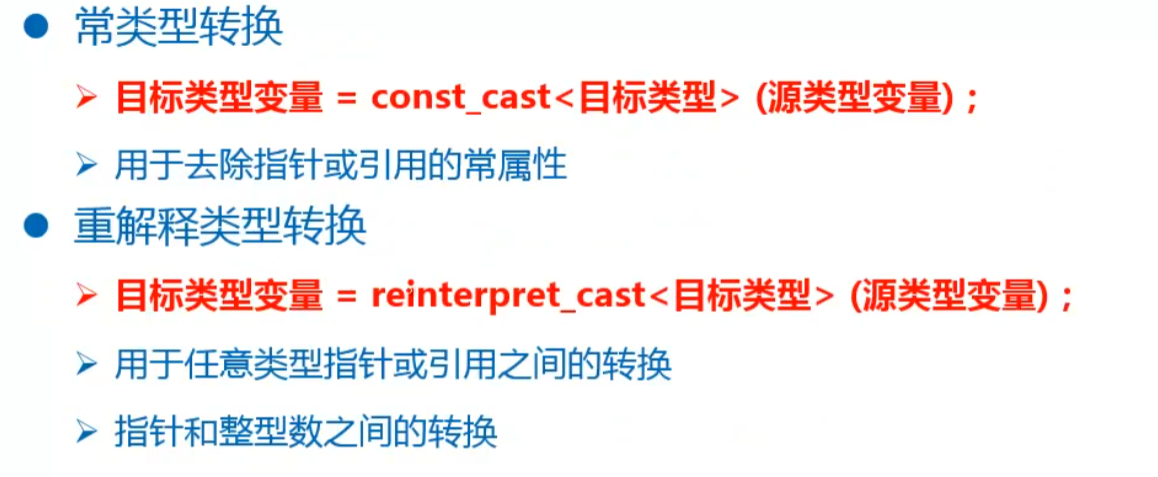 常类型转换
目标类型变量 = const_cast<目标类型> (源类型变量) ;
用于去除指针或引用的常属性
重解释类型转换
目标类型变量 = reinterpret_cast<目标类型> (源类型变量) ;
用于任意类型指针或引用之间的转换
指针和整型数之间的转换